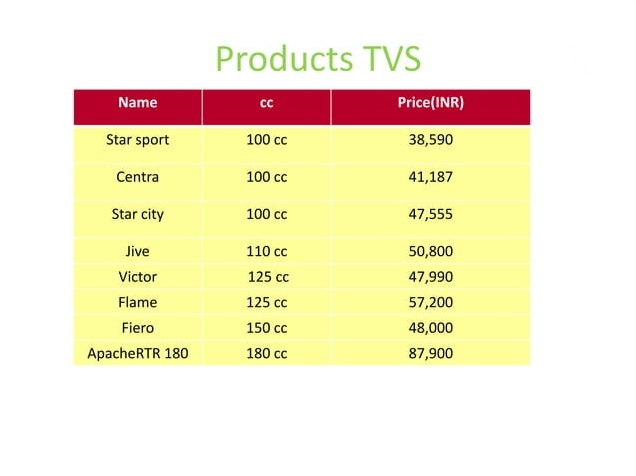 Products TVS
Name cc Price(INR)
Star sport 100 cc 38,590
Centra 100 cc 41,187
Star city 100 cc 47,555
Jive 110 cc 50,800
Victor 125 cc 47,990
Flame 125 cc 57,200
Fiero 150 cc 48,000
ApacheRTR 180 180 cc 87,900